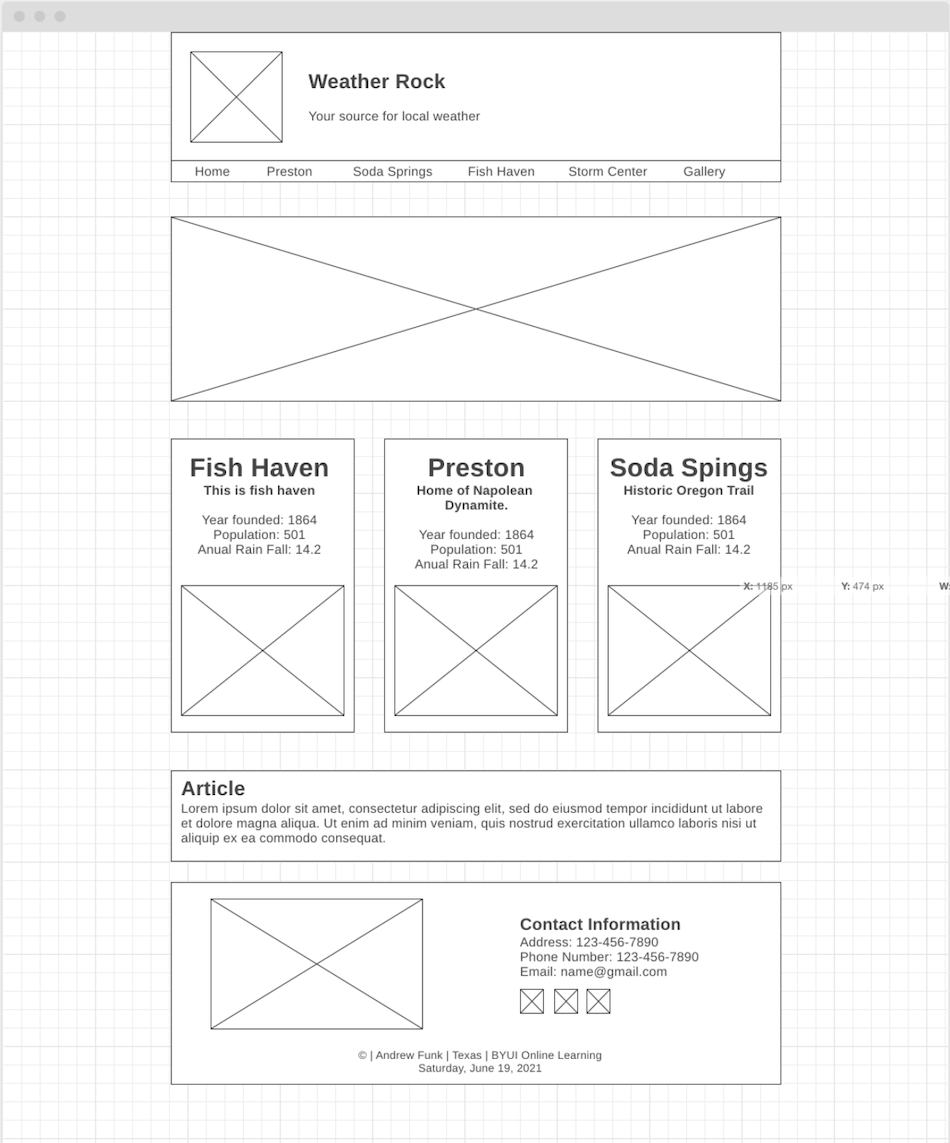 Weather Rock
Your source for local weather
Home Preston Soda Springs Fish Haven Storm Center Gallery
Fish Haven
This is fish haven
Year founded: 1864
Population: 501
Anual Rain Fall: 14.2
Preston
Home of Napolean
Dynamite.
Year founded: 1864
Population: 501
Anual Rain Fall: 14.2
Soda Spings
Historic Oregon Trail
Year founded: 1864
Population: 501
Anual Rain Fall: 14.2
X: 1185 px Y: 474 px W:
Article
Lorem ipsum dolor sit amet, consectetur adipiscing elit, sed do eiusmod tempor incididunt ut labore
et dolore magna aliqua. Ut enim ad minim veniam, quis nostrud exercitation ullamco laboris nisi ut
aliquip ex ea commodo consequat.
Contact Information
Address: 123-456-7890
Phone Number: 123-456-7890
Email: name@gmail.com
© | Andrew Funk | Texas | BYUI Online Learning
Saturday, June 19, 2021